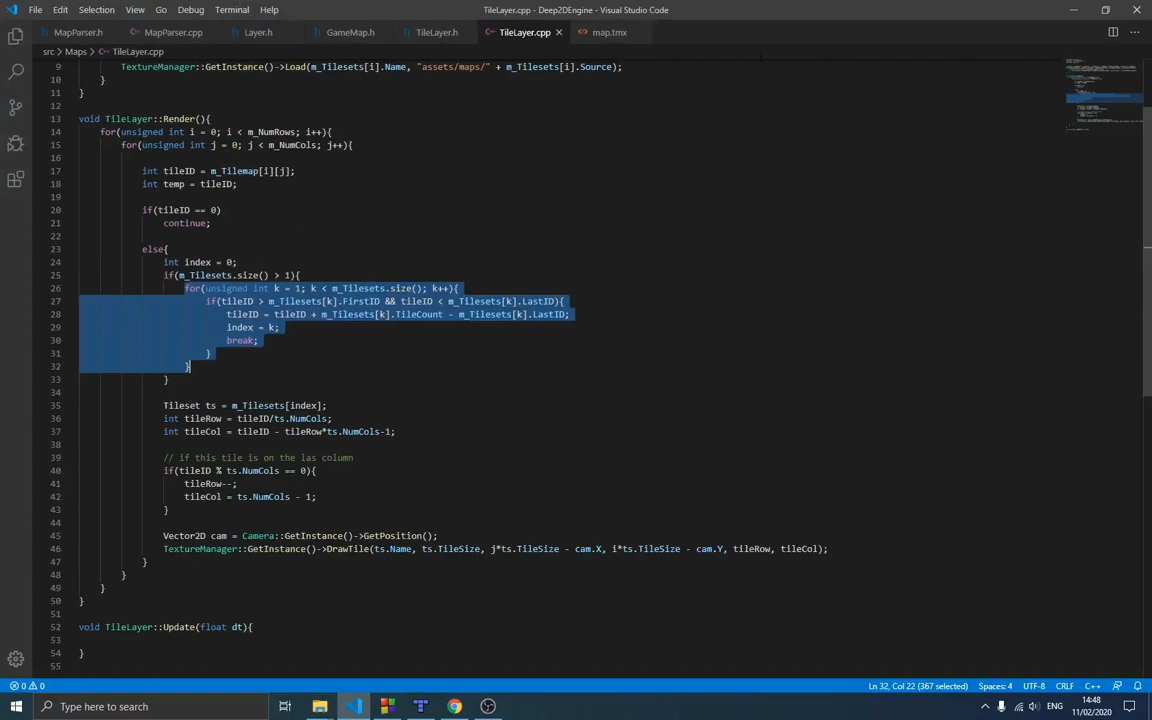 File Edit Selection View Go Debug Terminal Help TileLayer.cpp - Deep2DEngine - Visual Studio Code
MapParser.h MapParser.cpp Layer.h GameMap.h TileLayer.h TileLayer.cpp map.tmx
src > Maps > TileLayer.cpp
9 TextureManager::GetInstance()->Load(m_Tilesets[i].Name, "assets/maps/" + m_Tilesets[i].Source);
10 }
11 }
12
13 void TileLayer::Render(){
14 for(unsigned int i = 0; i < m_NumRows; i++){
15 for(unsigned int j = 0; j < m_NumCols; j++){
16
17 int tileID = m_Tilemap[i][j];
18 int temp = tileID;
19
20 if(tileID == 0)
21 continue;
22
23 else{
24 int index = 0;
25 if(m_Tilesets.size() > 1){
26 for(unsigned int k = 1; k < m_Tilesets.size(); k++){
27 if(tileID > m_Tilesets[k].FirstID && tileID < m_Tilesets[k].LastID){
28 tileID = tileID + m_Tilesets[k].TileCount - m_Tilesets[k].LastID;
29 index = k;
30 break;
31 }
32 }
33 }
34
35 Tileset ts = m_Tilesets[index];
36 int tileRow = tileID/ts.NumCols;
37 int tileCol = tileID - tileRow*ts.NumCols-1;
38
39 // if this tile is on the las column
40 if(tileID % ts.NumCols == 0){
41 tileRow--;
42 tileCol = ts.NumCols - 1;
43 }
44
45 Vector2D cam = Camera::GetInstance()->GetPosition();
46 TextureManager::GetInstance()->DrawTile(ts.Name, ts.TileSize, j*ts.TileSize - cam.X, i*ts.TileSize - cam.Y, tileRow, tileCol);
47 }
48 }
49 }
50 }
51
52 void TileLayer::Update(float dt){
53
54 }
55
0 0 Ln 32, Col 22 (367 selected) Spaces: 4 UTF-8 CRLF C++
Type here to search ENG 14:48
11/02/2020